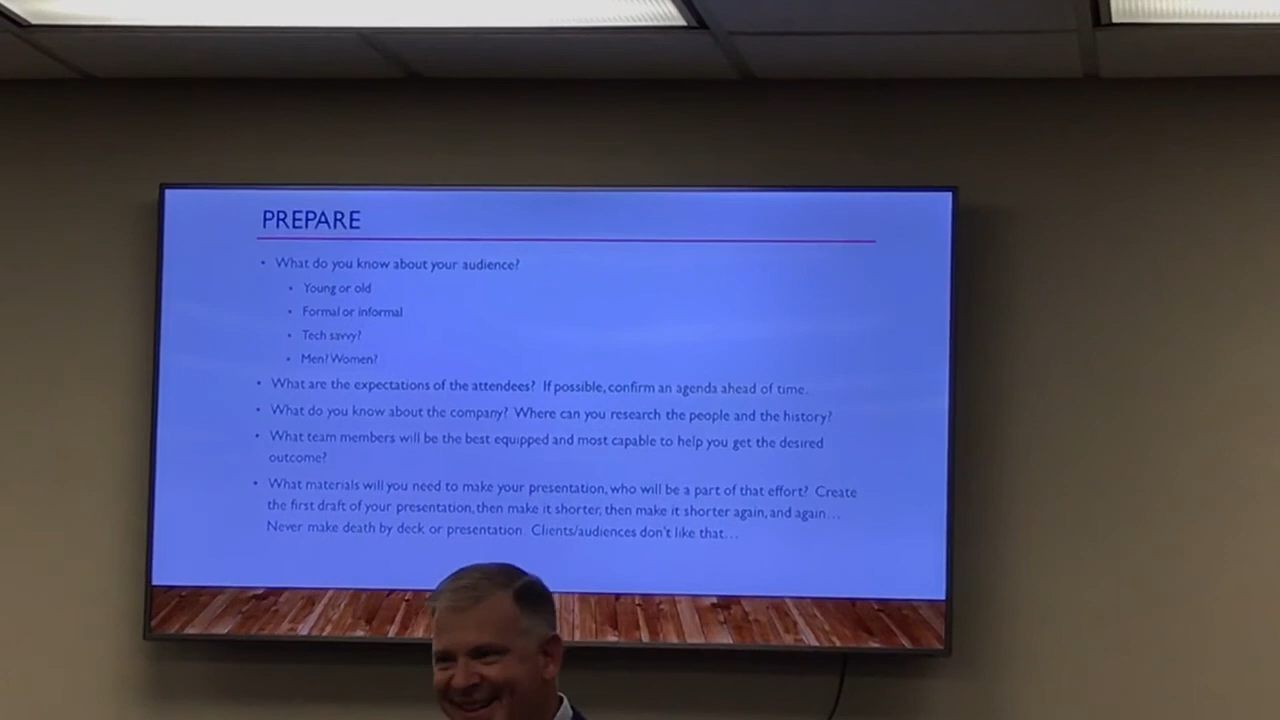 PREPARE
• What do you know about your audience?
• Young or old
• Formal or informal
• Tech savvy?
• Men? Women?
• What are the expectations of the attendees? If possible, confirm an agenda ahead of time.
• What do you know about the company? Where can you research the people and the history?
• What team members will be the best equipped and most capable to help you get the desired
outcome?
• What materials will you need to make your presentation, who will be a part of that effort? Create
the first draft of your presentation, then make it shorter, then make it shorter again, and again…
Never make death by deck or presentation. Clients/audiences don't like that…